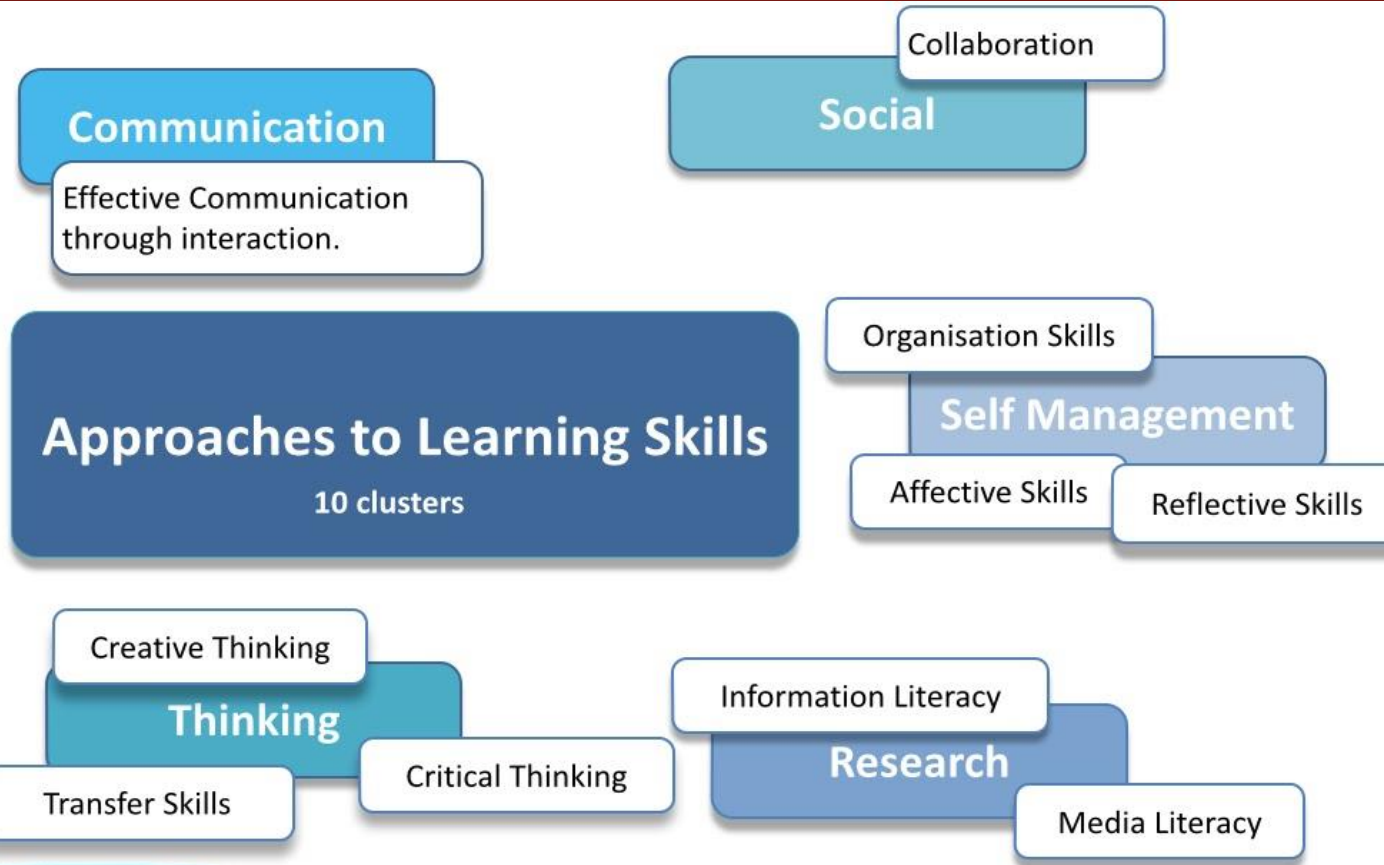 Collaboration
Communication
Social
Effective Communication
through interaction.
Organisation Skills
Approaches to Learning Skills
10 clusters
Self Management
Affective Skills
Reflective Skills
Creative Thinking
Thinking
Critical Thinking
Transfer Skills
Information Literacy
Research
Media Literacy